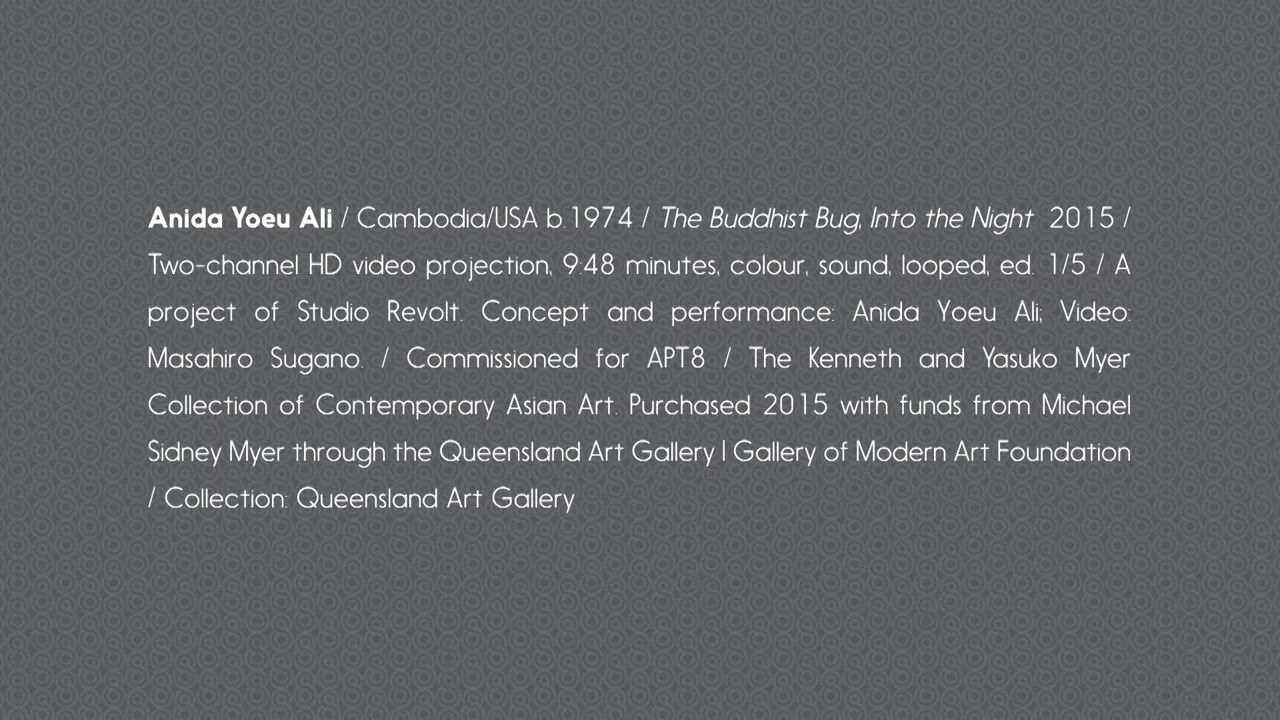 Anida Yoeu Ali / Cambodia/USA b.1974 / The Buddhist Bug, Into the Night 2015 /
Two-channel HD video projection, 9:48 minutes, colour, sound, looped, ed. 1/5 / A
project of Studio Revolt. Concept and performance: Anida Yoeu Ali; Video:
Masahiro Sugano. / Commissioned for APT8 / The Kenneth and Yasuko Myer
Collection of Contemporary Asian Art. Purchased 2015 with funds from Michael
Sidney Myer through the Queensland Art Gallery | Gallery of Modern Art Foundation
/ Collection: Queensland Art Gallery